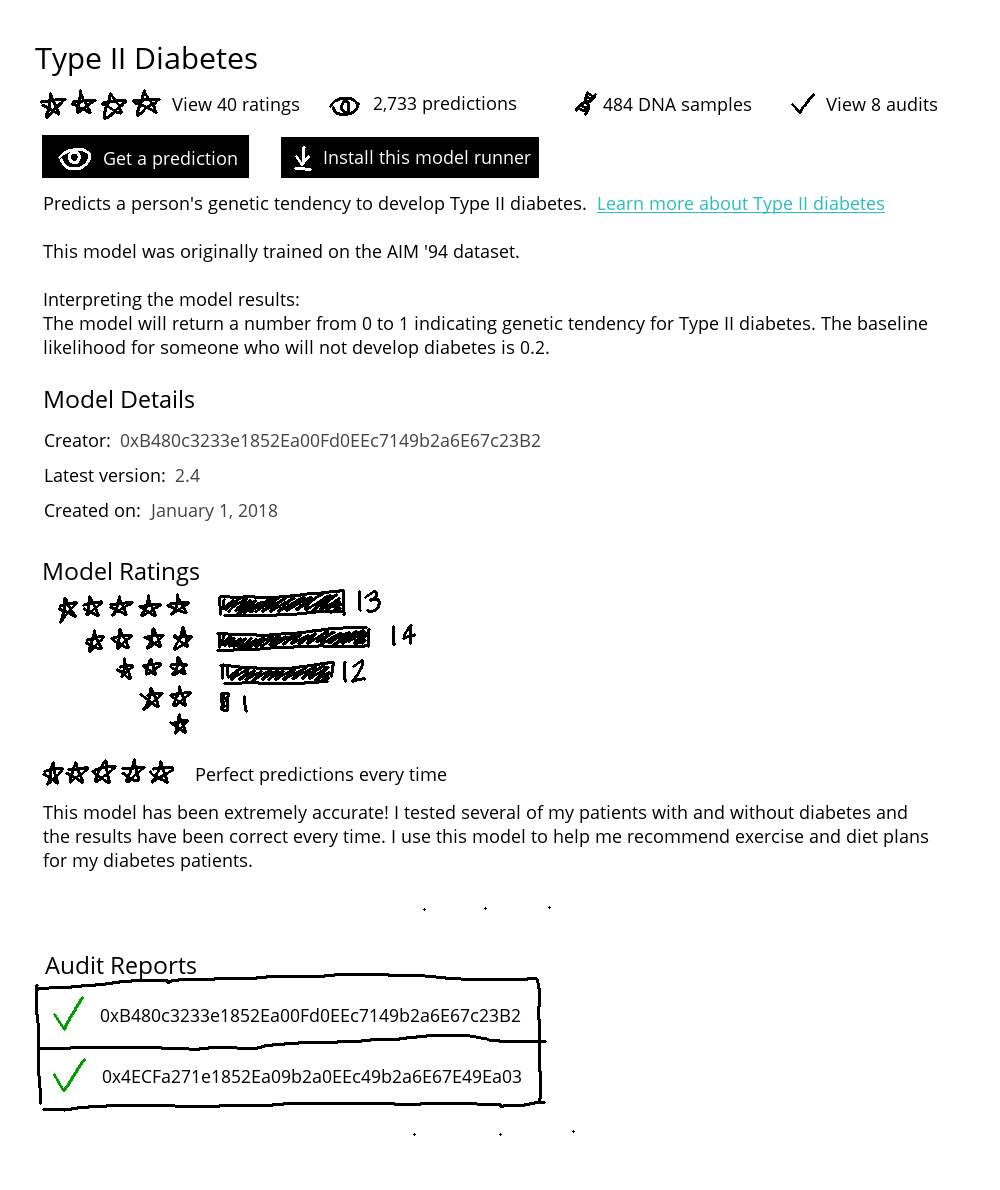 Type II Diabetes
View 40 ratings 2,733 predictions 484 DNA samples View 8 audits
Get a prediction Install this model runner
Predicts a person's genetic tendency to develop Type II diabetes. Learn more about Type II diabetes
This model was originally trained on the AIM '94 dataset.
Interpreting the model results:
The model will return a number from 0 to 1 indicating genetic tendency for Type II diabetes. The baseline
likelihood for someone who will not develop diabetes is 0.2.
Model Details
Creator: 0xB480c3233e1852Ea00Fd0EEc7149b2a6E67c23B2
Latest version: 2.4
Created on: January 1, 2018
Model Ratings
13
14
12
1
Perfect predictions every time
This model has been extremely accurate! I tested several of my patients with and without diabetes and
the results have been correct every time. I use this model to help me recommend exercise and diet plans
for my diabetes patients.
. . .
Audit Reports
0xB480c3233e1852Ea00Fd0EEc7149b2a6E67c23B2
0x4ECFa271e1852Ea09b2a0EEc49b2a6E67E49Ea03
. . .